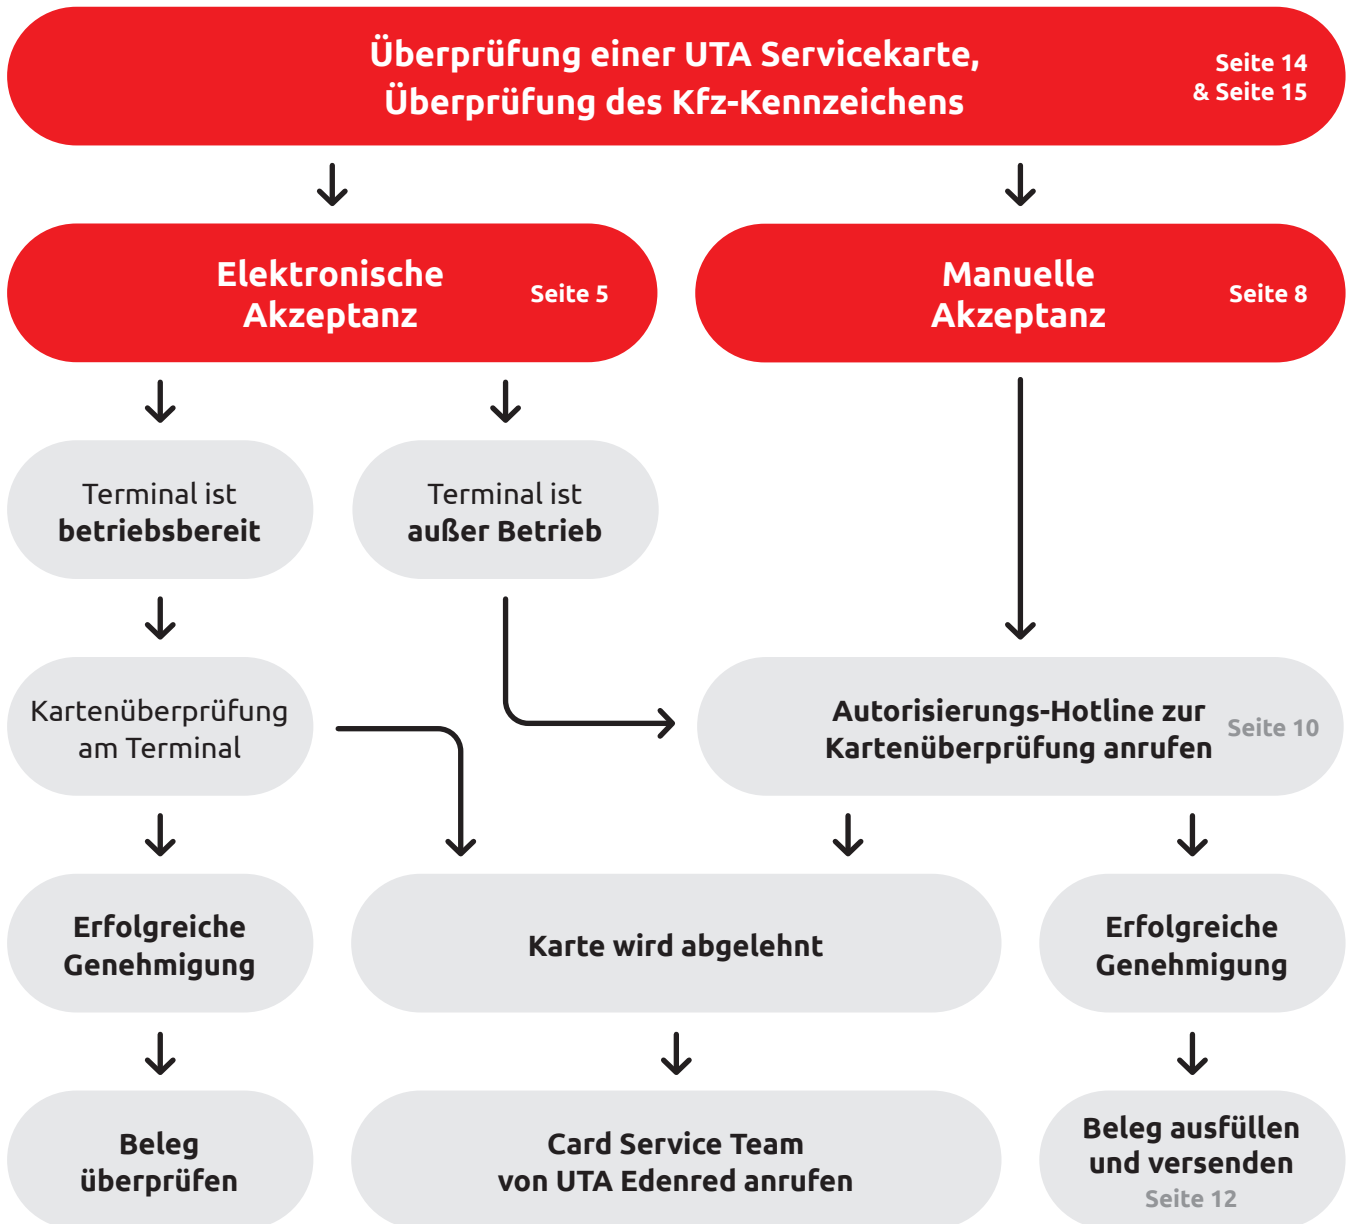 Überprüfung einer UTA Servicekarte,
Überprüfung des Kfz-Kennzeichens
Seite 14
& Seite 15
Elektronische
Akzeptanz
Seite 5
Manuelle
Akzeptanz
Seite 8
Terminal ist
betriebsbereit
Terminal ist
außer Betrieb
Kartenüberprüfung
am Terminal
Autorisierungs-Hotline zur
Kartenüberprüfung anrufen
Seite 10
Erfolgreiche
Genehmigung
Karte wird abgelehnt
Erfolgreiche
Genehmigung
Beleg
überprüfen
Card Service Team
von UTA Edenred anrufen
Beleg ausfüllen
und versenden
Seite 12